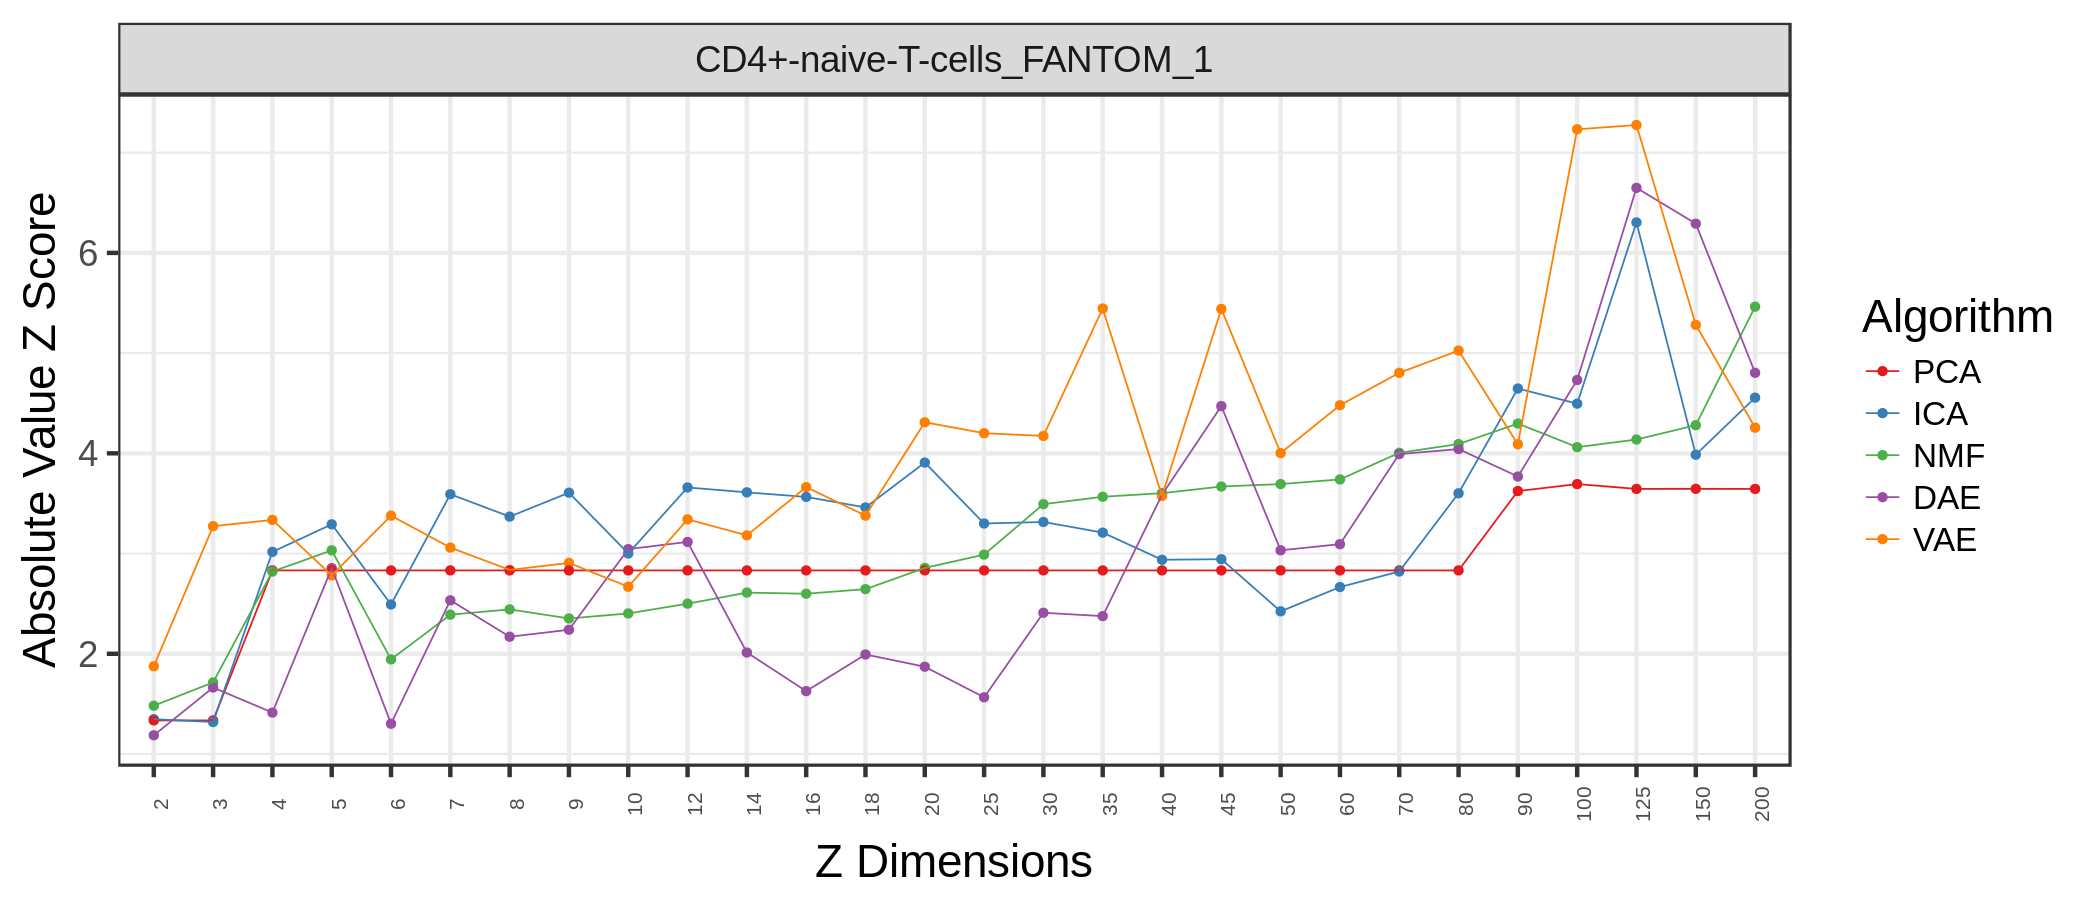 CD4+-naive-T-cells_FANTOM_1
Absolute Value Z Score
6
4
2
2 3 4 5 6 7 8 9 10 12 14 16 18 20 25 30 35 40 45 50 60 70 80 90 100 125 150 200
Z Dimensions
Algorithm
PCA
ICA
NMF
DAE
VAE